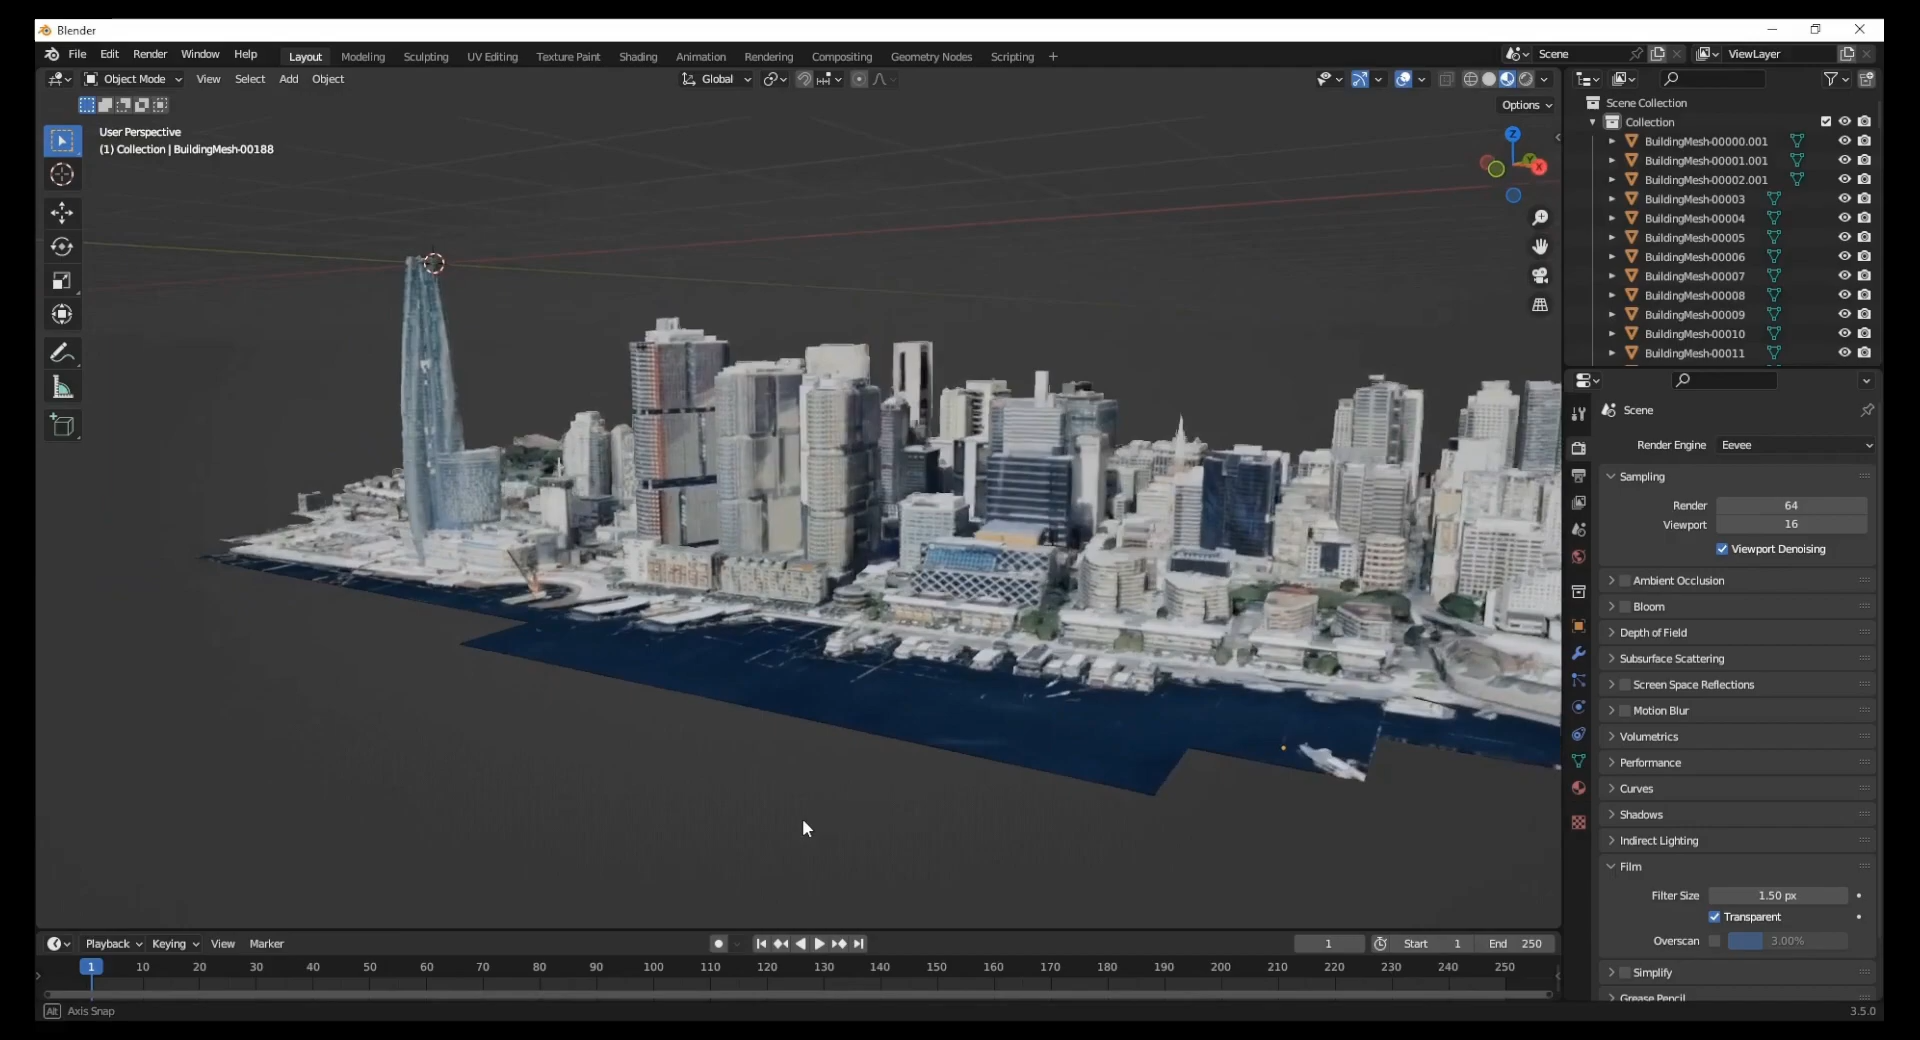 Blender
File Edit Render Window Help Layout Modeling Sculpting UV Editing Texture Paint Shading Animation Rendering Compositing Geometry Nodes Scripting + Scene ViewLayer
Object Mode View Select Add Object Global
Options
User Perspective
(1) Collection | BuildingMesh-00188
Z
Y
X
Scene Collection
Collection
BuildingMesh-00000.001
BuildingMesh-00001.001
BuildingMesh-00002.001
BuildingMesh-00003
BuildingMesh-00004
BuildingMesh-00005
BuildingMesh-00006
BuildingMesh-00007
BuildingMesh-00008
BuildingMesh-00009
BuildingMesh-00010
BuildingMesh-00011
Scene
Render Engine Eevee
Sampling
Render 64
Viewport 16
Viewport Denoising
Ambient Occlusion
Bloom
Depth of Field
Subsurface Scattering
Screen Space Reflections
Motion Blur
Volumetrics
Performance
Curves
Shadows
Indirect Lighting
Film
Filter Size 1.50 px
Transparent
Overscan 3.00%
Simplify
Grease Pencil
Playback Keying View Marker 1 Start 1 End 250
1 10 20 30 40 50 60 70 80 90 100 110 120 130 140 150 160 170 180 190 200 210 220 230 240 250
Alt Axis Snap
3.5.0